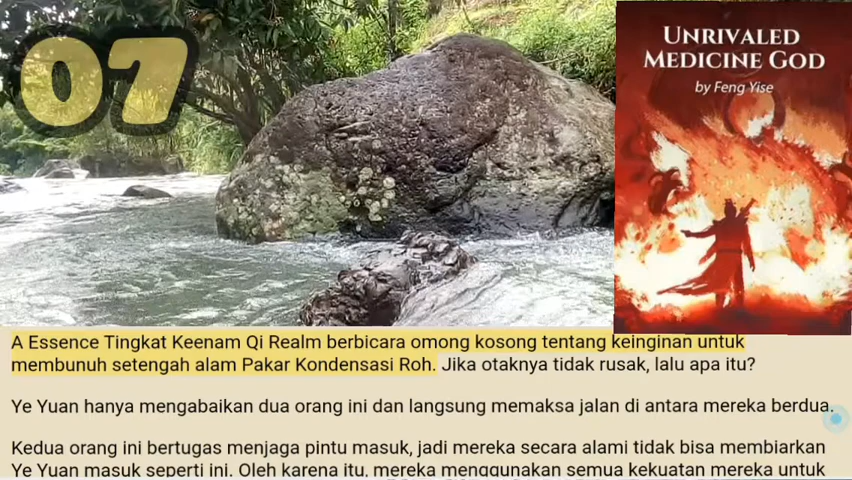 07
UNRIVALED
MEDICINE GOD
by Feng Yise
A Essence Tingkat Keenam Qi Realm berbicara omong kosong tentang keinginan untuk
membunuh setengah alam Pakar Kondensasi Roh. Jika otaknya tidak rusak, lalu apa itu?
Ye Yuan hanya mengabaikan dua orang ini dan langsung memaksa jalan di antara mereka berdua.
Kedua orang ini bertugas menjaga pintu masuk, jadi mereka secara alami tidak bisa membiarkan
Ye Yuan masuk seperti ini. Oleh karena itu, mereka menggunakan semua kekuatan mereka untuk